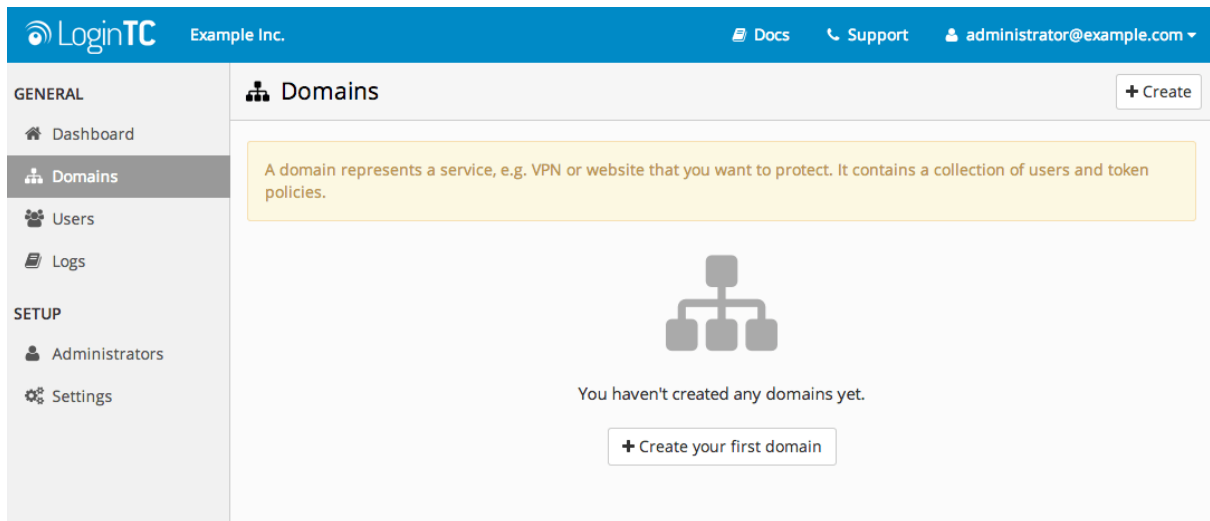 LoginTC Example Inc. Docs Support administrator@example.com
GENERAL
Dashboard
Domains
Users
Logs
SETUP
Administrators
Settings
Domains
+ Create
A domain represents a service, e.g. VPN or website that you want to protect. It contains a collection of users and token
policies.
You haven't created any domains yet.
+ Create your first domain